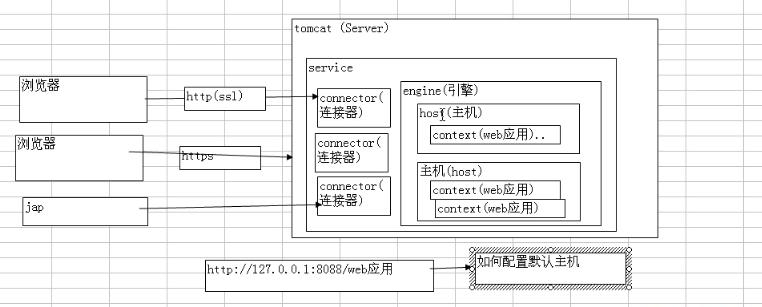 tomcat (Server)
service
浏览器
http(ssl)
connector(
连接器)
engine(引擎)
host(主机)
context(web应用)..
浏览器
https
connector(
连接器)
主机(host)
context(web应用)
context(web应用)
jap
connector(
连接器)
http://127.0.0.1:8088/web应用
如何配置默认主机